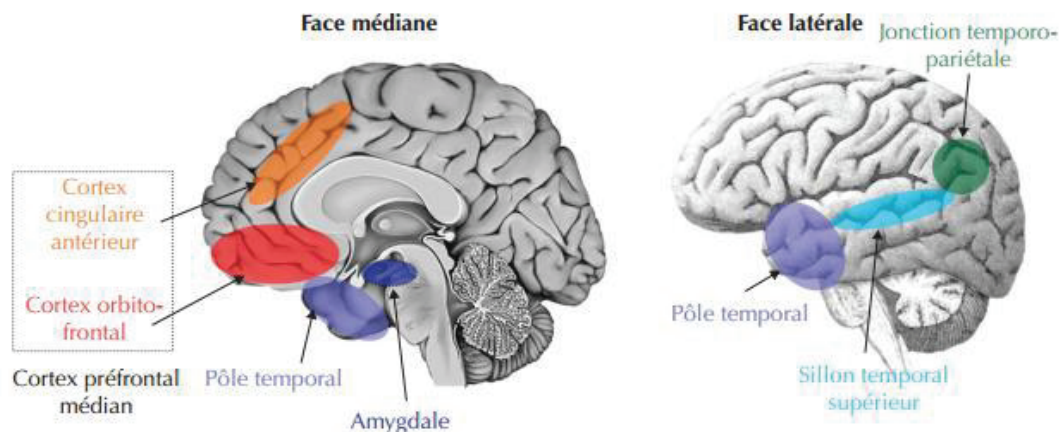 Face médiane
Face latérale
Jonction temporo-
pariétale
Cortex
cingulaire
antérieur
Cortex orbito-
frontal
Cortex préfrontal
médian
Pôle temporal
Amygdale
Pôle temporal
Sillon temporal
supérieur